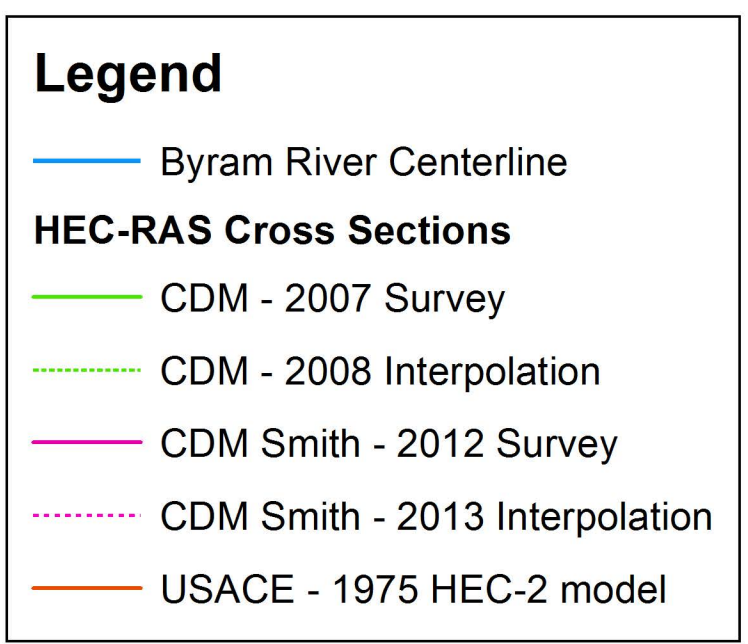 Legend
Byram River Centerline
HEC-RAS Cross Sections
CDM - 2007 Survey
CDM - 2008 Interpolation
CDM Smith - 2012 Survey
CDM Smith - 2013 Interpolation
USACE - 1975 HEC-2 model